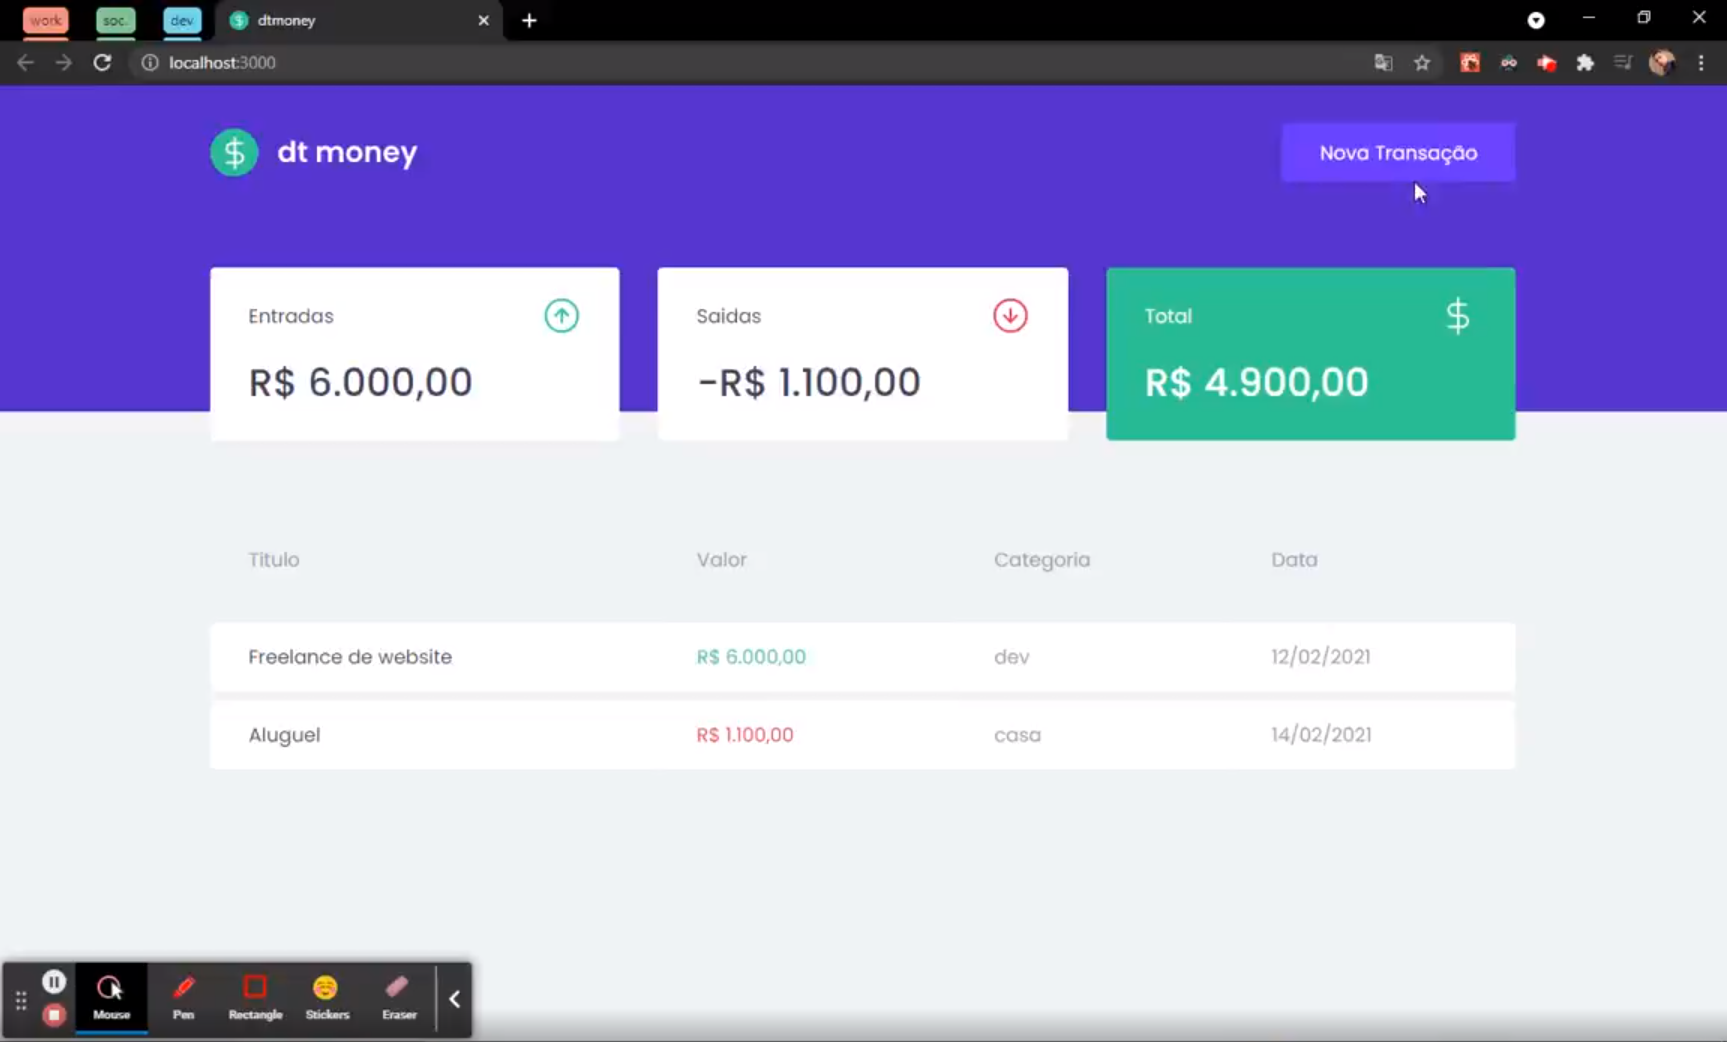 work soc. dev. dtmoney
localhost:3000
$ dt money
Nova Transação
Entradas
R$ 6.000,00
Saidas
-R$ 1.100,00
Total $
R$ 4.900,00
Titulo Valor Categoria Data
Freelance de website R$ 6.000,00 dev 12/02/2021
Aluguel R$ 1.100,00 casa 14/02/2021
Mouse Pen Rectangle Stickers Eraser